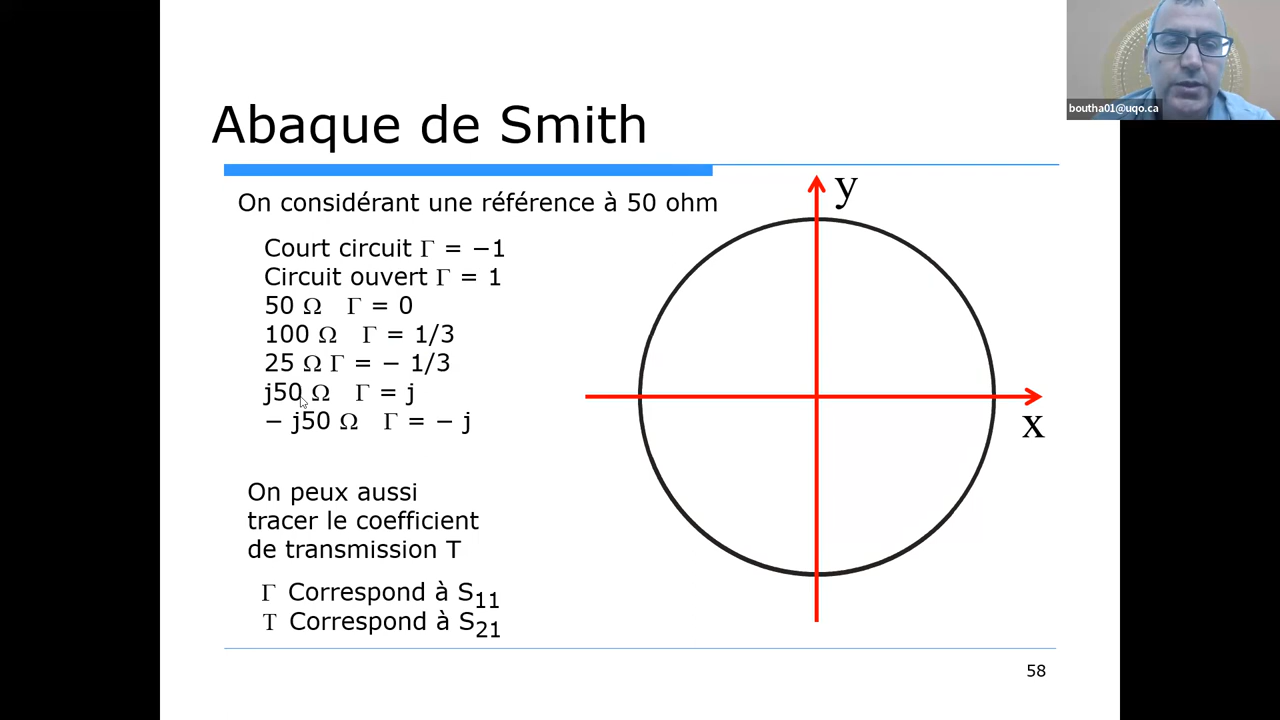 boutha01@uqo.ca
Abaque de Smith
On considérant une référence à 50 ohm
y
Court circuit Γ = −1
Circuit ouvert Γ = 1
50 Ω Γ = 0
100 Ω Γ = 1/3
25 Ω Γ = − 1/3
j50 Ω Γ = j
− j50 Ω Γ = − j
x
On peux aussi
tracer le coefficient
de transmission T
Γ Correspond à S11
T Correspond à S21
58